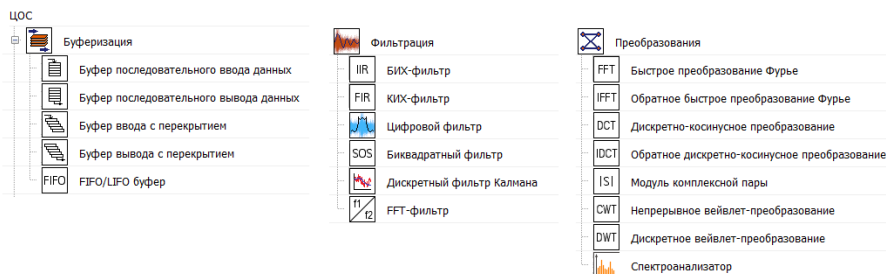 ЦОС
Буферизация
Буфер последовательного ввода данных
Буфер последовательного вывода данных
Буфер ввода с перекрытием
Буфер вывода с перекрытием
FIFO FIFO/LIFO буфер
Фильтрация
IIR БИХ-фильтр
FIR КИХ-фильтр
Цифровой фильтр
SOS Биквадратный фильтр
Дискретный фильтр Калмана
f1 f2 FFT-фильтр
Преобразования
FFT Быстрое преобразование Фурье
IFFT Обратное быстрое преобразование Фурье
DCT Дискретно-косинусное преобразование
IDCT Обратное дискретно-косинусное преобразование
|S| Модуль комплексной пары
CWT Непрерывное вейвлет-преобразование
DWT Дискретное вейвлет-преобразование
Спектроанализатор